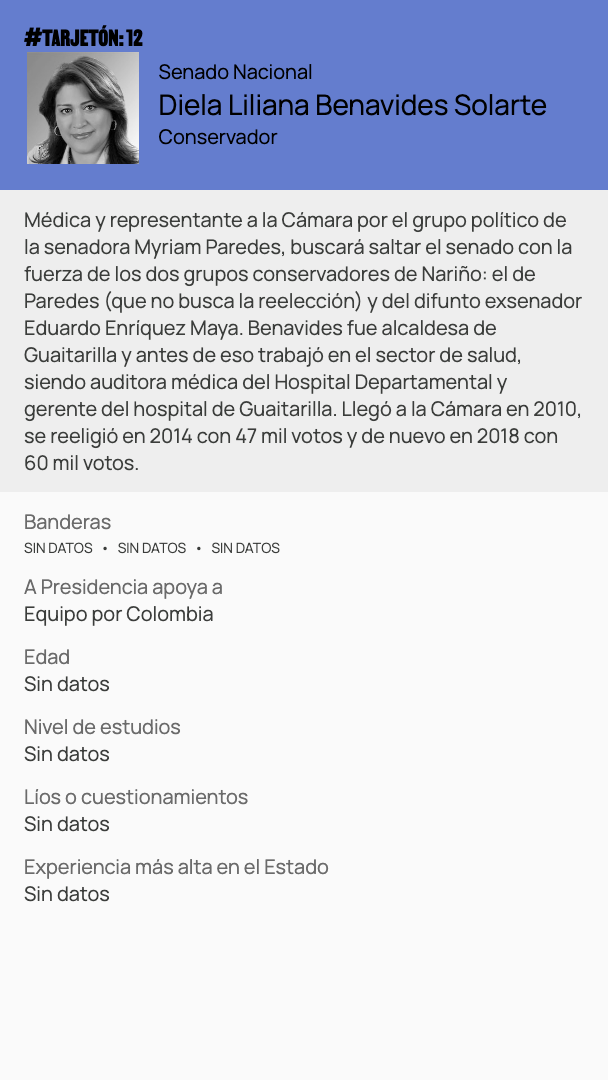 #TARJETÓN: 12
Senado Nacional
Diela Liliana Benavides Solarte
Conservador
Médica y representante a la Cámara por el grupo político de
la senadora Myriam Paredes, buscará saltar el senado con la
fuerza de los dos grupos conservadores de Nariño: el de
Paredes (que no busca la reelección) y del difunto exsenador
Eduardo Enríquez Maya. Benavides fue alcaldesa de
Guaitarilla y antes de eso trabajó en el sector de salud,
siendo auditora médica del Hospital Departamental y
gerente del hospital de Guaitarilla. Llegó a la Cámara en 2010,
se reeligió en 2014 con 47 mil votos y de nuevo en 2018 con
60 mil votos.
Banderas
SIN DATOS • SIN DATOS • SIN DATOS
A Presidencia apoya a
Equipo por Colombia
Edad
Sin datos
Nivel de estudios
Sin datos
Líos o cuestionamientos
Sin datos
Experiencia más alta en el Estado
Sin datos